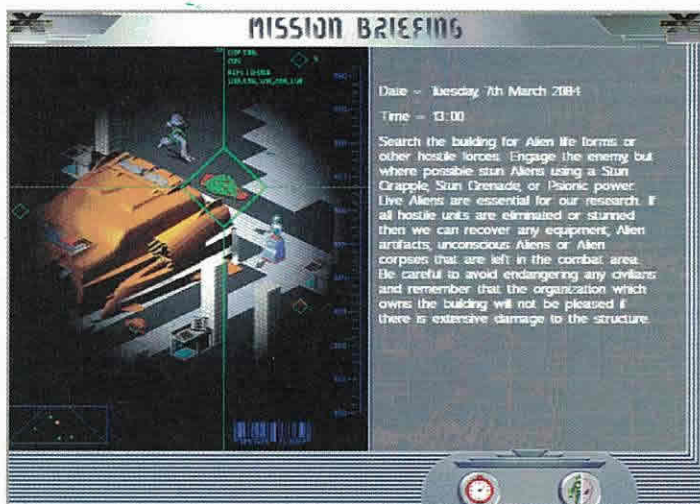 MISSION BRIEFING
Date - Tuesday, 7th March 2084
Time - 13:00
Search the building for Alien life forms or
other hostile forces. Engage the enemy, but
where possible stun Aliens using a Stun
Grapple, Stun Grenade, or Psionic power.
Live Aliens are essential for our research. If
all hostile units are eliminated or stunned
then we can recover any equipment, Alien
artifacts, unconscious Aliens or Alien
corpses that are left in the combat area.
Be careful to avoid endangering any civilians
and remember that the organization which
owns the building will not be pleased if
there is extensive damage to the structure.